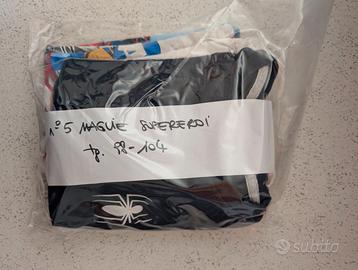 n° 5 MAGLIE SUPEREROI
tg. 98-104
subito